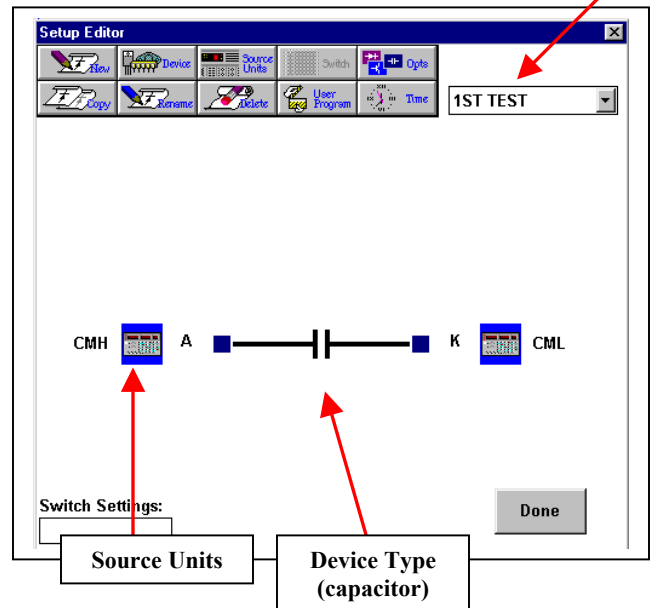 Setup Editor
New Device Source Units Switch Opts
Copy Rename Delete User Program Time
1ST TEST
CMH A K CML
Switch Settings:
Done
Source Units
Device Type
(capacitor)